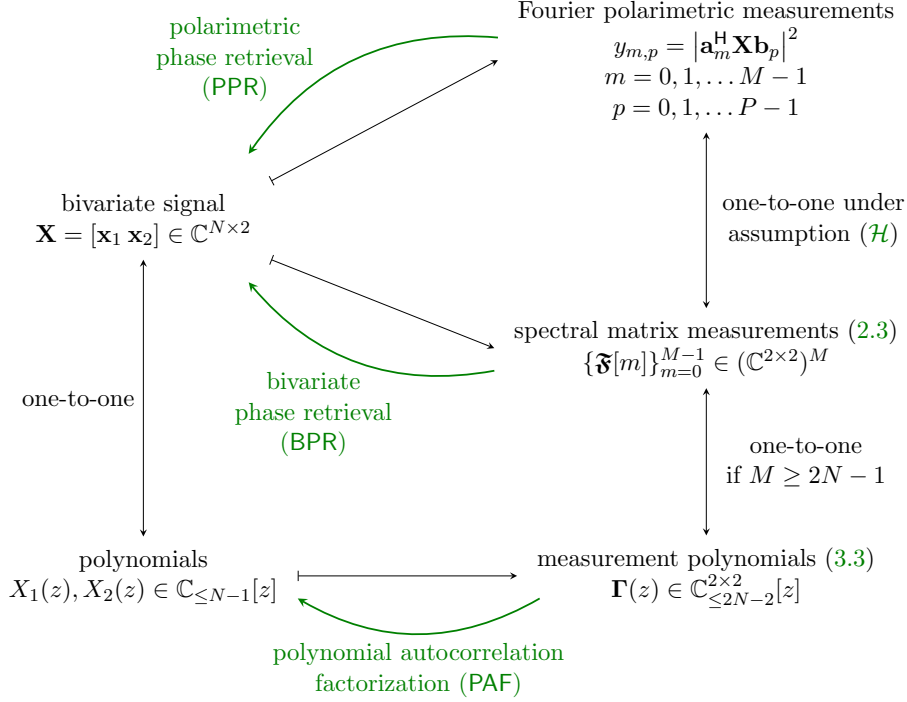 Fourier polarimetric measurements
y_{m,p} = |𝐚_m^𝖧 𝐗𝐛_p|^2
m = 0, 1, … M − 1
p = 0, 1, … P − 1
polarimetric
phase retrieval
(PPR)
bivariate signal
𝐗 = [𝐱_1 𝐱_2] ∈ ℂ^{N×2}
one-to-one under
assumption (ℋ)
spectral matrix measurements (2.3)
{𝕱[m]}_{m=0}^{M−1} ∈ (ℂ^{2×2})^M
bivariate
phase retrieval
(BPR)
one-to-one
one-to-one
if M ≥ 2N − 1
polynomials
X_1(z), X_2(z) ∈ ℂ_{≤N−1}[z]
measurement polynomials (3.3)
𝚪(z) ∈ ℂ^{2×2}_{≤2N−2}[z]
polynomial autocorrelation
factorization (PAF)